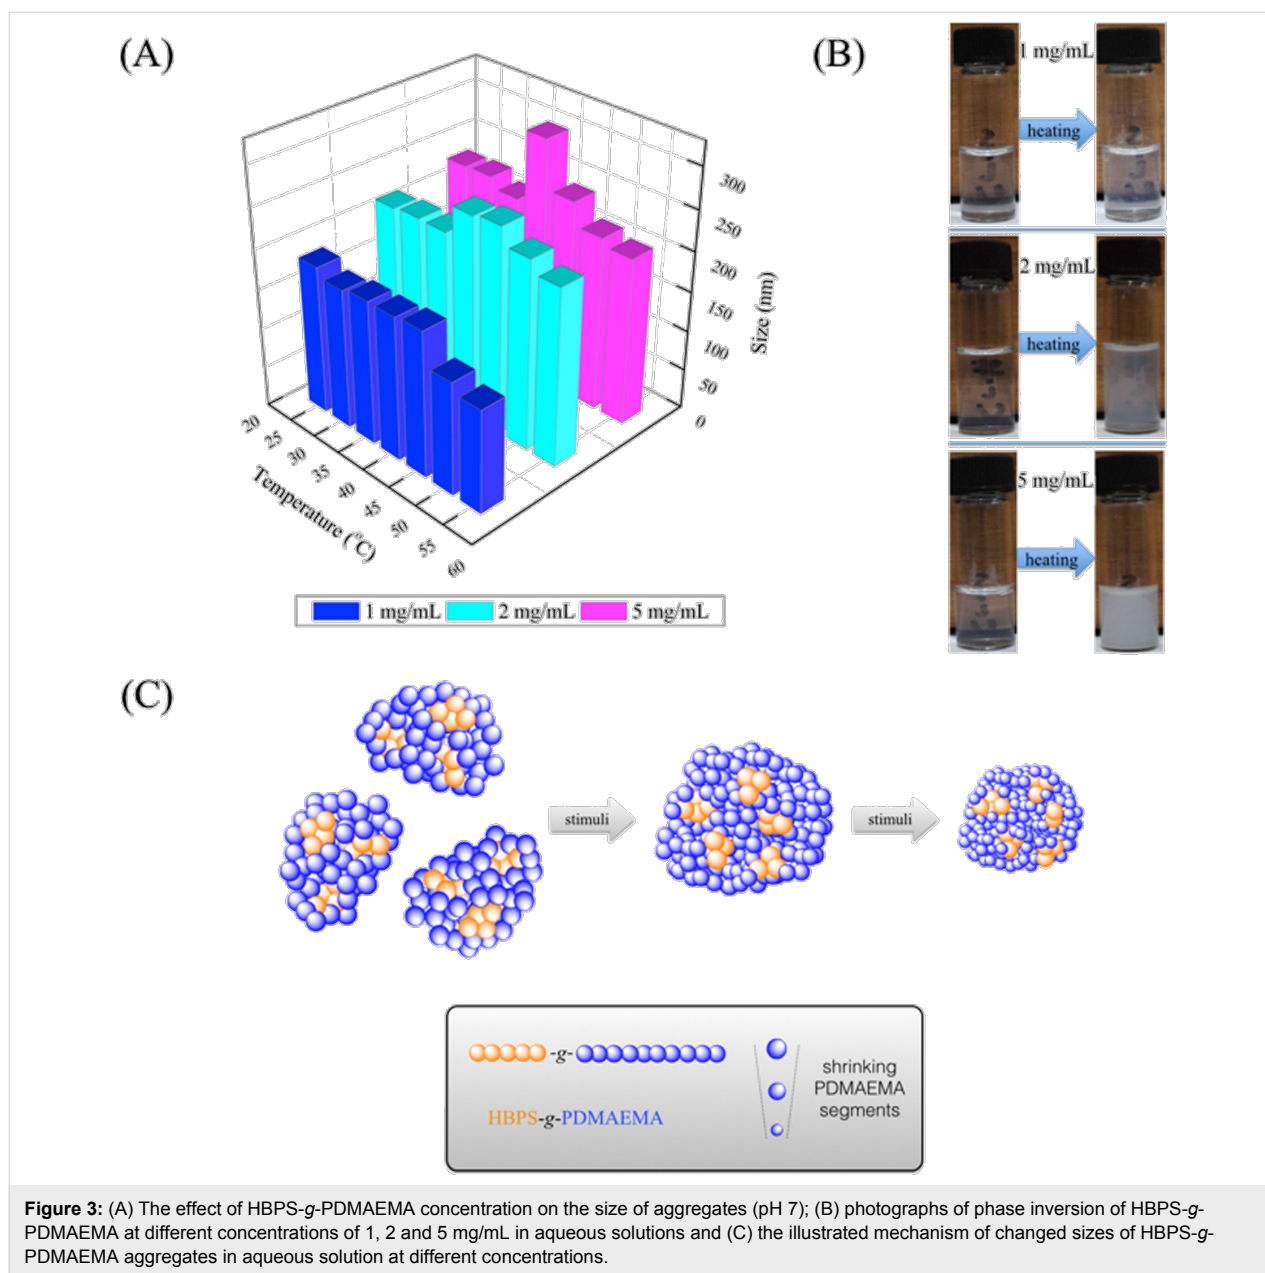 (A)
300
250
200
150
100
50
0
Size (nm)
20
25
30
35
40
45
50
55
60
Temperature (°C)
1 mg/mL 2 mg/mL 5 mg/mL
(B)
1 mg/mL
heating
2 mg/mL
heating
5 mg/mL
heating
(C)
stimuli
stimuli
-g-
HBPS-g-PDMAEMA
shrinking
PDMAEMA
segments
Figure 3: (A) The effect of HBPS-g-PDMAEMA concentration on the size of aggregates (pH 7); (B) photographs of phase inversion of HBPS-g-
PDMAEMA at different concentrations of 1, 2 and 5 mg/mL in aqueous solutions and (C) the illustrated mechanism of changed sizes of HBPS-g-
PDMAEMA aggregates in aqueous solution at different concentrations.